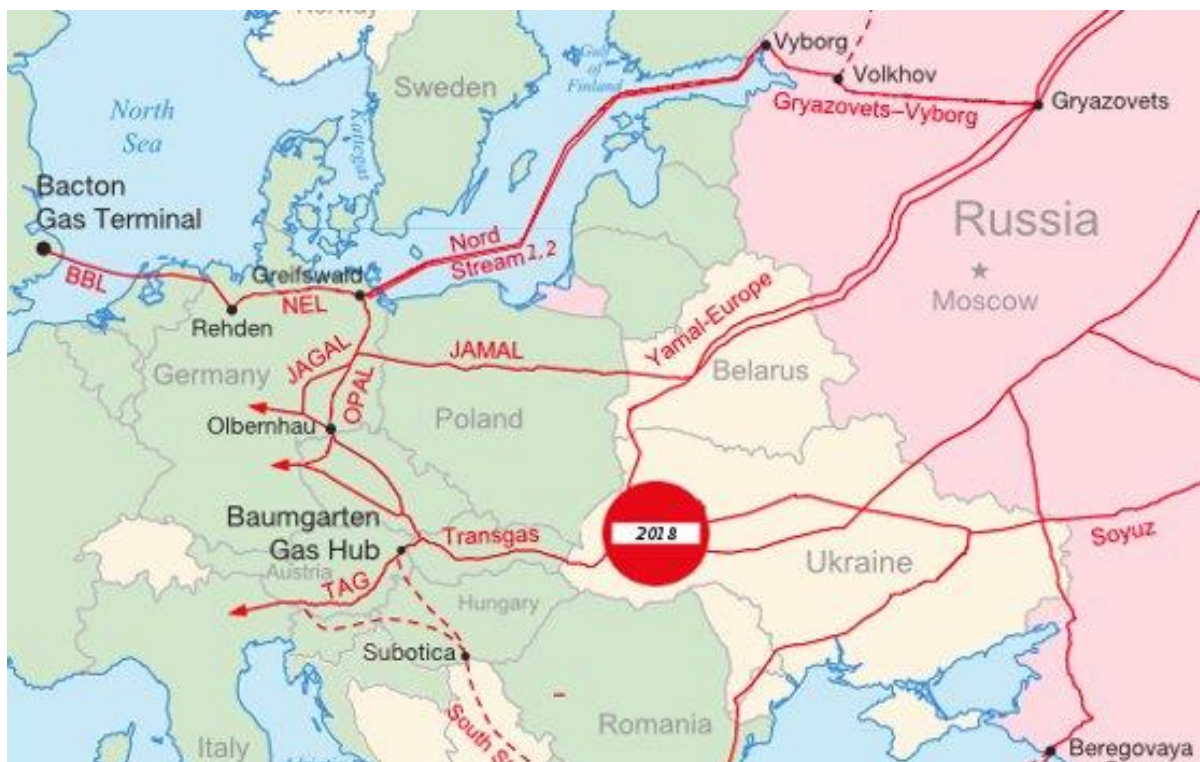 Norway
Sweden
Gulf
of
Finland
Vyborg
Volkhov
Gryazovets–Vyborg
Gryazovets
North
Sea
Kattegat
Bacton
Gas Terminal
BBL
Greifswald
NEL
Rehden
Nord
Stream 1,2
Russia
Moscow
Yamal-Europe
JAMAL
JAGAL
OPAL
Germany
Belarus
Poland
Olbernhau
Baumgarten
Gas Hub
Transgas
2018
Soyuz
Ukraine
Austria
TAG
Hungary
Subotica
South
Romania
Italy
Beregovaya